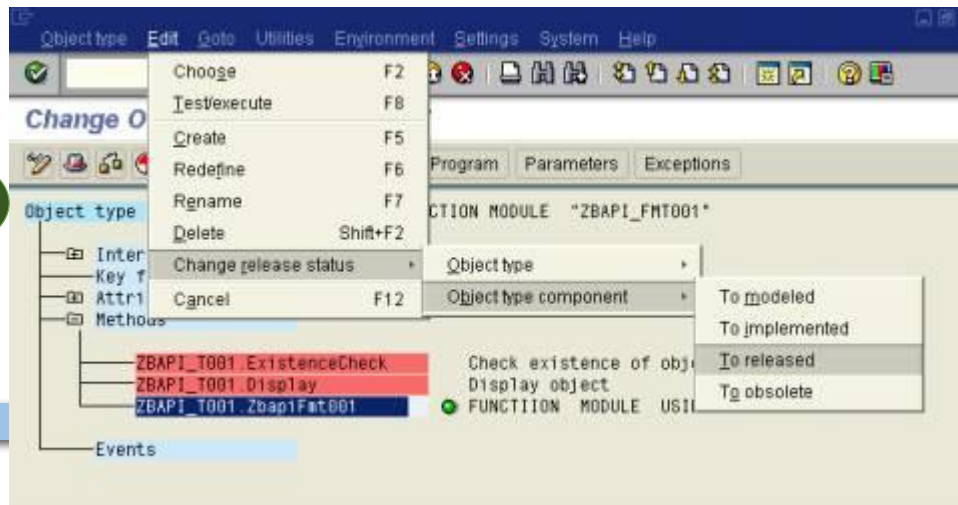 Object type Edit Goto Utilities Environment Settings System Help
Choose F2
Test/execute F8
Change O
Create F5
Redefine F6
Program Parameters Exceptions
Rename F7
Object type CTION MODULE "ZBAPI_FMT001"
Delete Shift+F2
Inter
Change release status Object type
Key f
Attri Cancel F12 Object type component To modeled
Methods To implemented
ZBAPI_T001.ExistenceCheck Check existence of obj To released
ZBAPI_T001.Display Display object To obsolete
ZBAPI_T001.ZbapiFmt001 FUNCTIION MODULE USI
Events